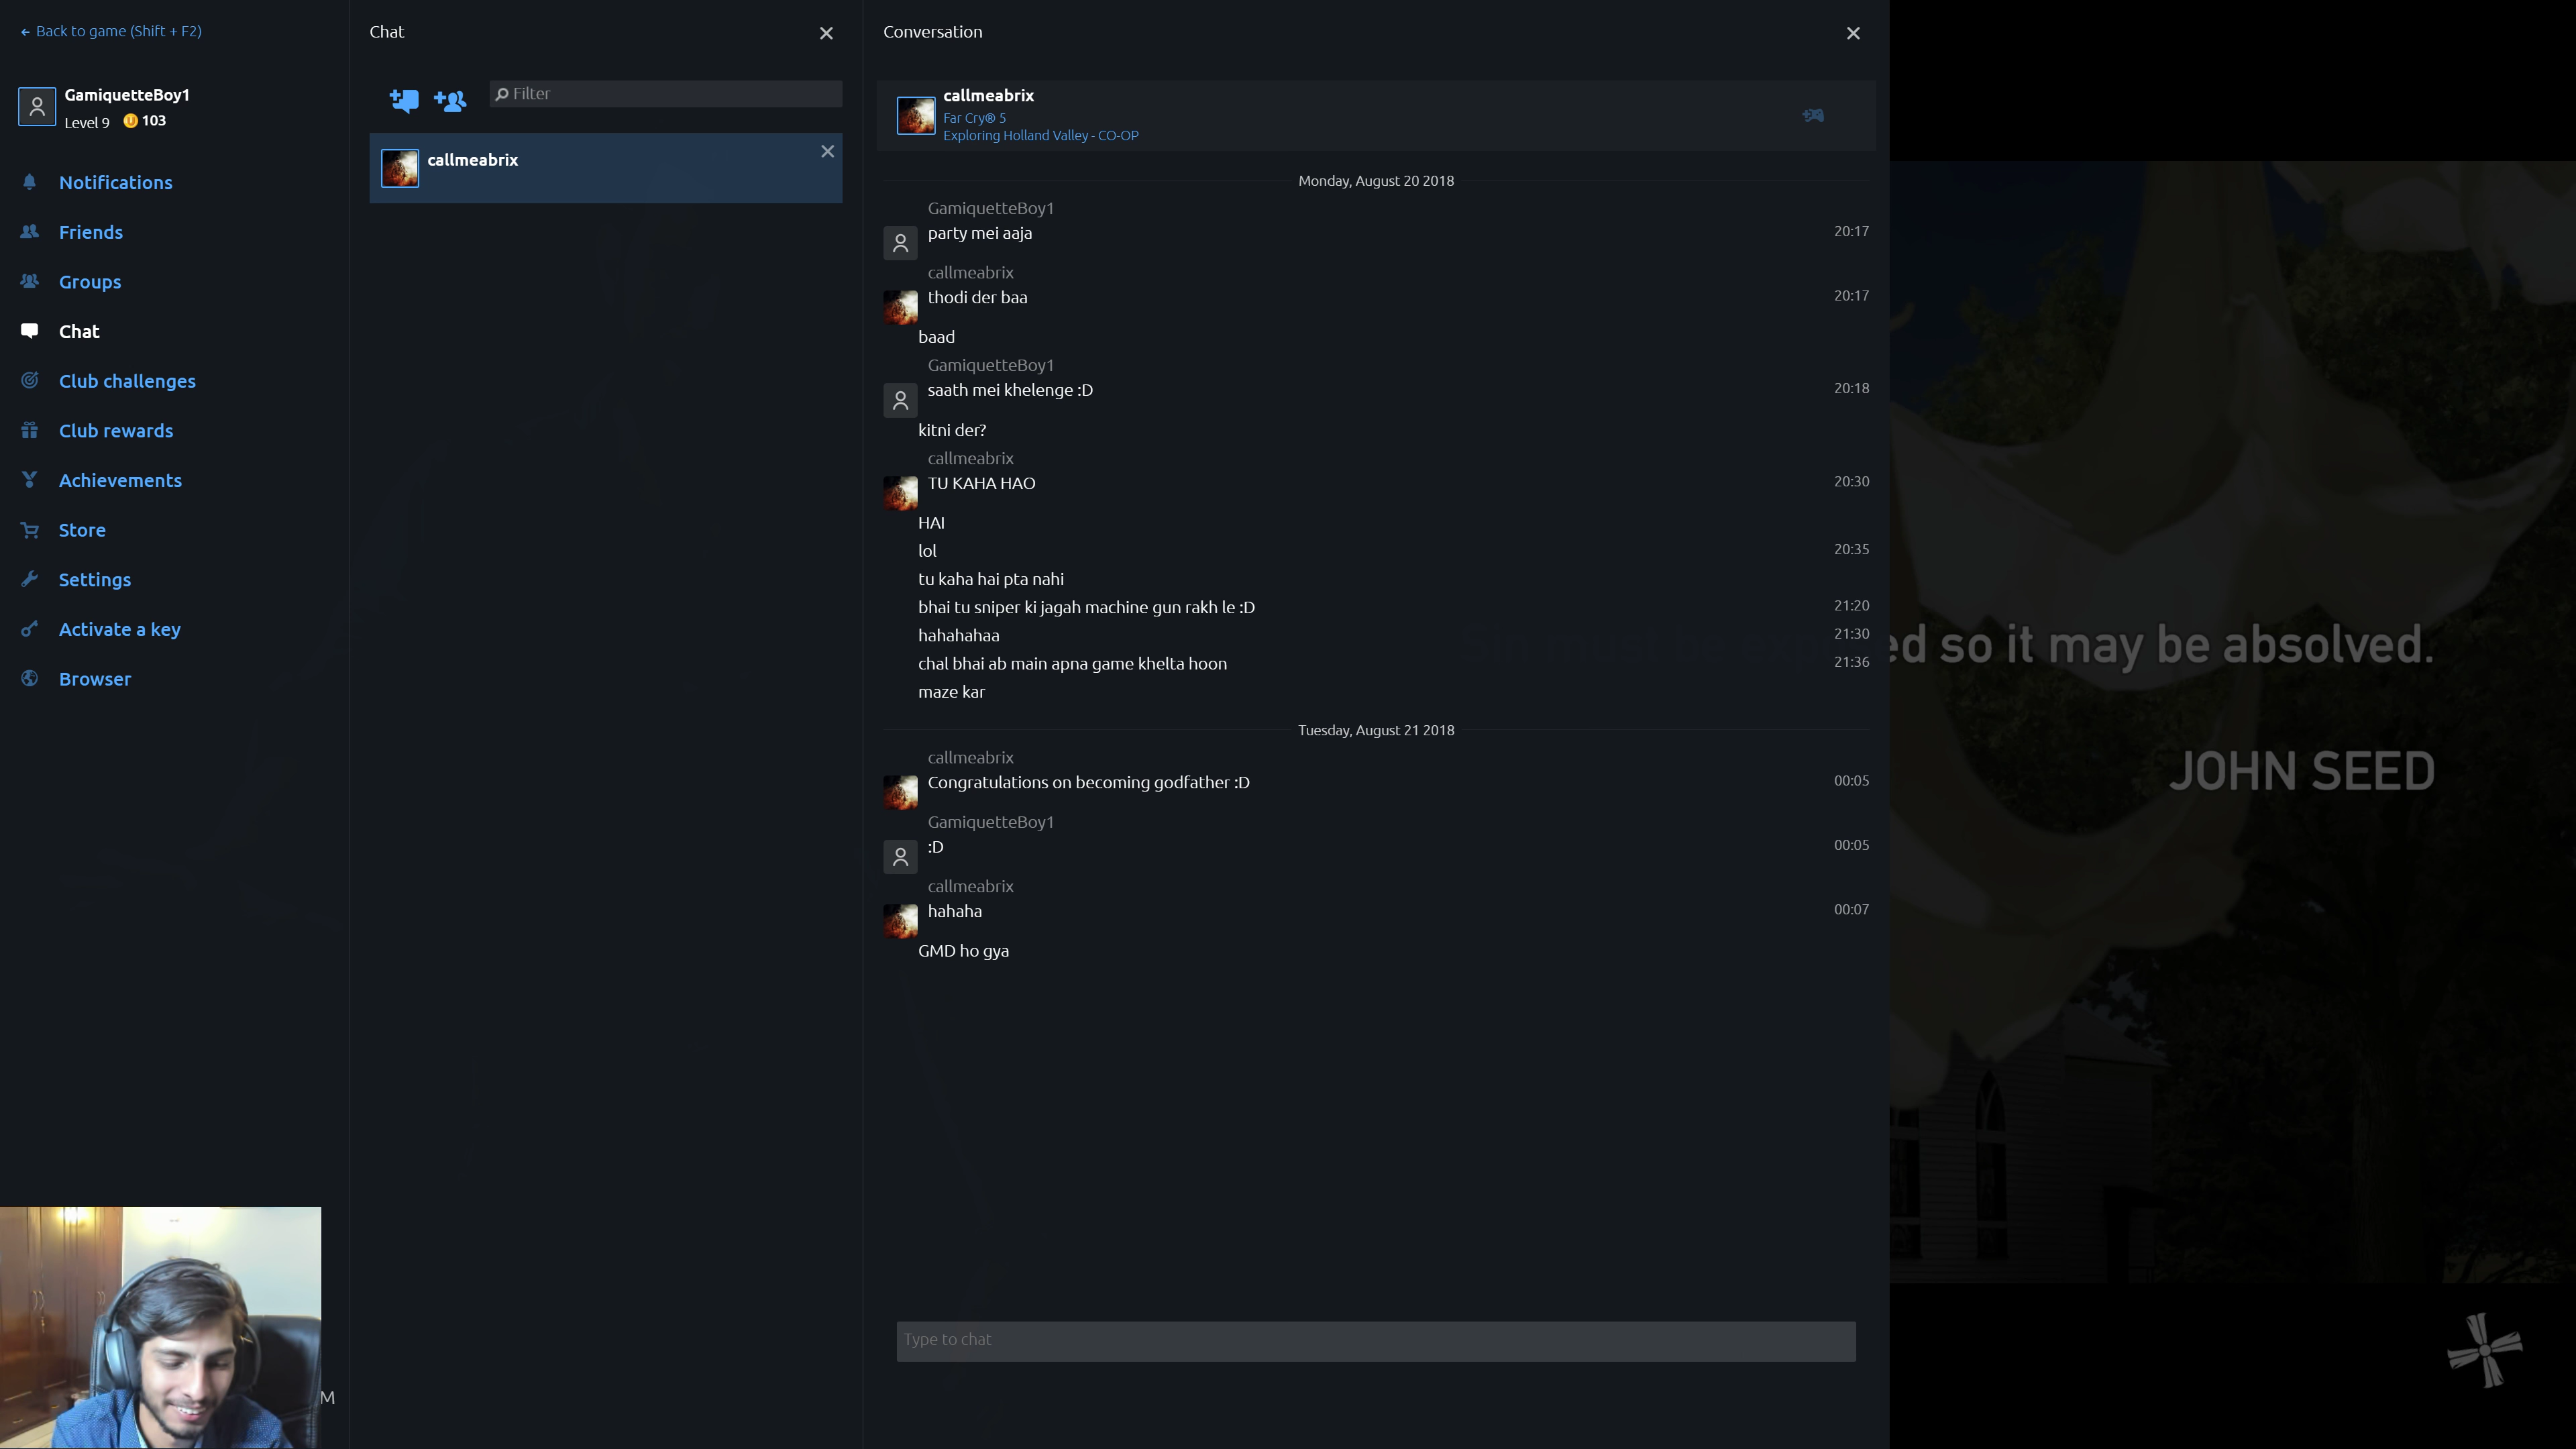 Back to game (Shift + F2)
GamiquetteBoy1
Level 9 103
Notifications
Friends
Groups
Chat
Club challenges
Club rewards
Achievements
Store
Settings
Activate a key
Browser
M
Chat
Filter
callmeabrix
Conversation
callmeabrix
Far Cry® 5
Exploring Holland Valley - CO-OP
Monday, August 20 2018
GamiquetteBoy1
party mei aaja 20:17
callmeabrix
thodi der baa 20:17
baad
GamiquetteBoy1
saath mei khelenge :D 20:18
kitni der?
callmeabrix
TU KAHA HAO 20:30
HAI
lol 20:35
tu kaha hai pta nahi
bhai tu sniper ki jagah machine gun rakh le :D 21:20
hahahahaa 21:30
chal bhai ab main apna game khelta hoon 21:36
maze kar
Tuesday, August 21 2018
callmeabrix
Congratulations on becoming godfather :D 00:05
GamiquetteBoy1
:D 00:05
callmeabrix
hahaha 00:07
GMD ho gya
Type to chat
ed so it may be absolved.
JOHN SEED